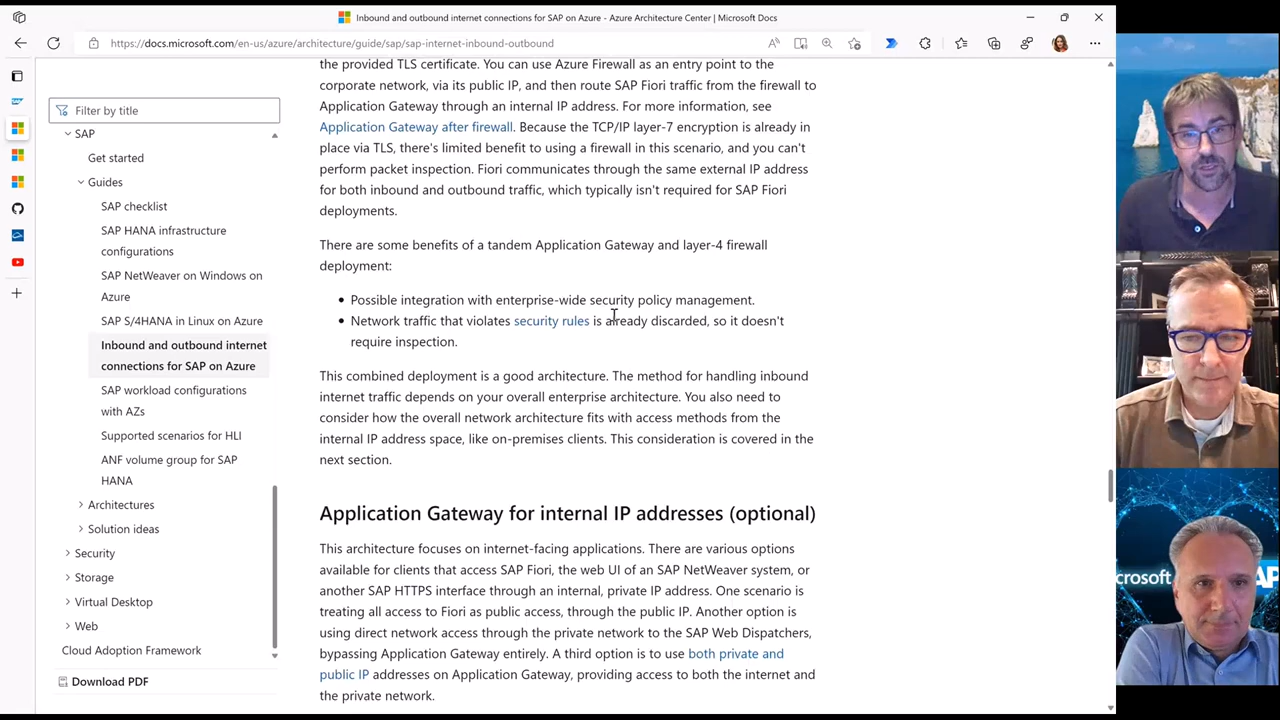 Inbound and outbound internet connections for SAP on Azure - Azure Architecture Center | Microsoft Docs
https://docs.microsoft.com/en-us/azure/architecture/guide/sap/sap-internet-inbound-outbound
Filter by title
SAP
Get started
Guides
SAP checklist
SAP HANA infrastructure
configurations
SAP NetWeaver on Windows on
Azure
SAP S/4HANA in Linux on Azure
Inbound and outbound internet
connections for SAP on Azure
SAP workload configurations
with AZs
Supported scenarios for HLI
ANF volume group for SAP
HANA
Architectures
Solution ideas
Security
Storage
Virtual Desktop
Web
Cloud Adoption Framework
Download PDF
the provided TLS certificate. You can use Azure Firewall as an entry point to the
corporate network, via its public IP, and then route SAP Fiori traffic from the firewall to
Application Gateway through an internal IP address. For more information, see
Application Gateway after firewall. Because the TCP/IP layer-7 encryption is already in
place via TLS, there's limited benefit to using a firewall in this scenario, and you can't
perform packet inspection. Fiori communicates through the same external IP address
for both inbound and outbound traffic, which typically isn't required for SAP Fiori
deployments.
There are some benefits of a tandem Application Gateway and layer-4 firewall
deployment:
• Possible integration with enterprise-wide security policy management.
• Network traffic that violates security rules is already discarded, so it doesn't
require inspection.
This combined deployment is a good architecture. The method for handling inbound
internet traffic depends on your overall enterprise architecture. You also need to
consider how the overall network architecture fits with access methods from the
internal IP address space, like on-premises clients. This consideration is covered in the
next section.
Application Gateway for internal IP addresses (optional)
This architecture focuses on internet-facing applications. There are various options
available for clients that access SAP Fiori, the web UI of an SAP NetWeaver system, or
another SAP HTTPS interface through an internal, private IP address. One scenario is
treating all access to Fiori as public access, through the public IP. Another option is
using direct network access through the private network to the SAP Web Dispatchers,
bypassing Application Gateway entirely. A third option is to use both private and
public IP addresses on Application Gateway, providing access to both the internet and
the private network.